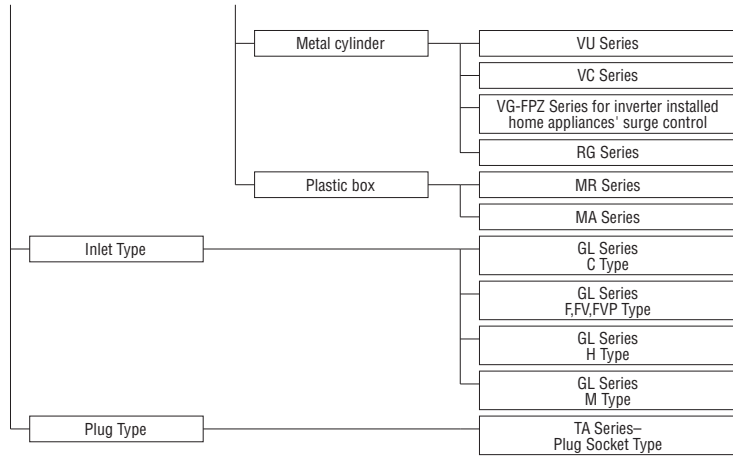 Metal cylinder
VU Series
VC Series
VG-FPZ Series for inverter installed
home appliances' surge control
RG Series
Plastic box
MR Series
MA Series
Inlet Type
GL Series
C Type
GL Series
F,FV,FVP Type
GL Series
H Type
GL Series
M Type
Plug Type
TA Series–
Plug Socket Type